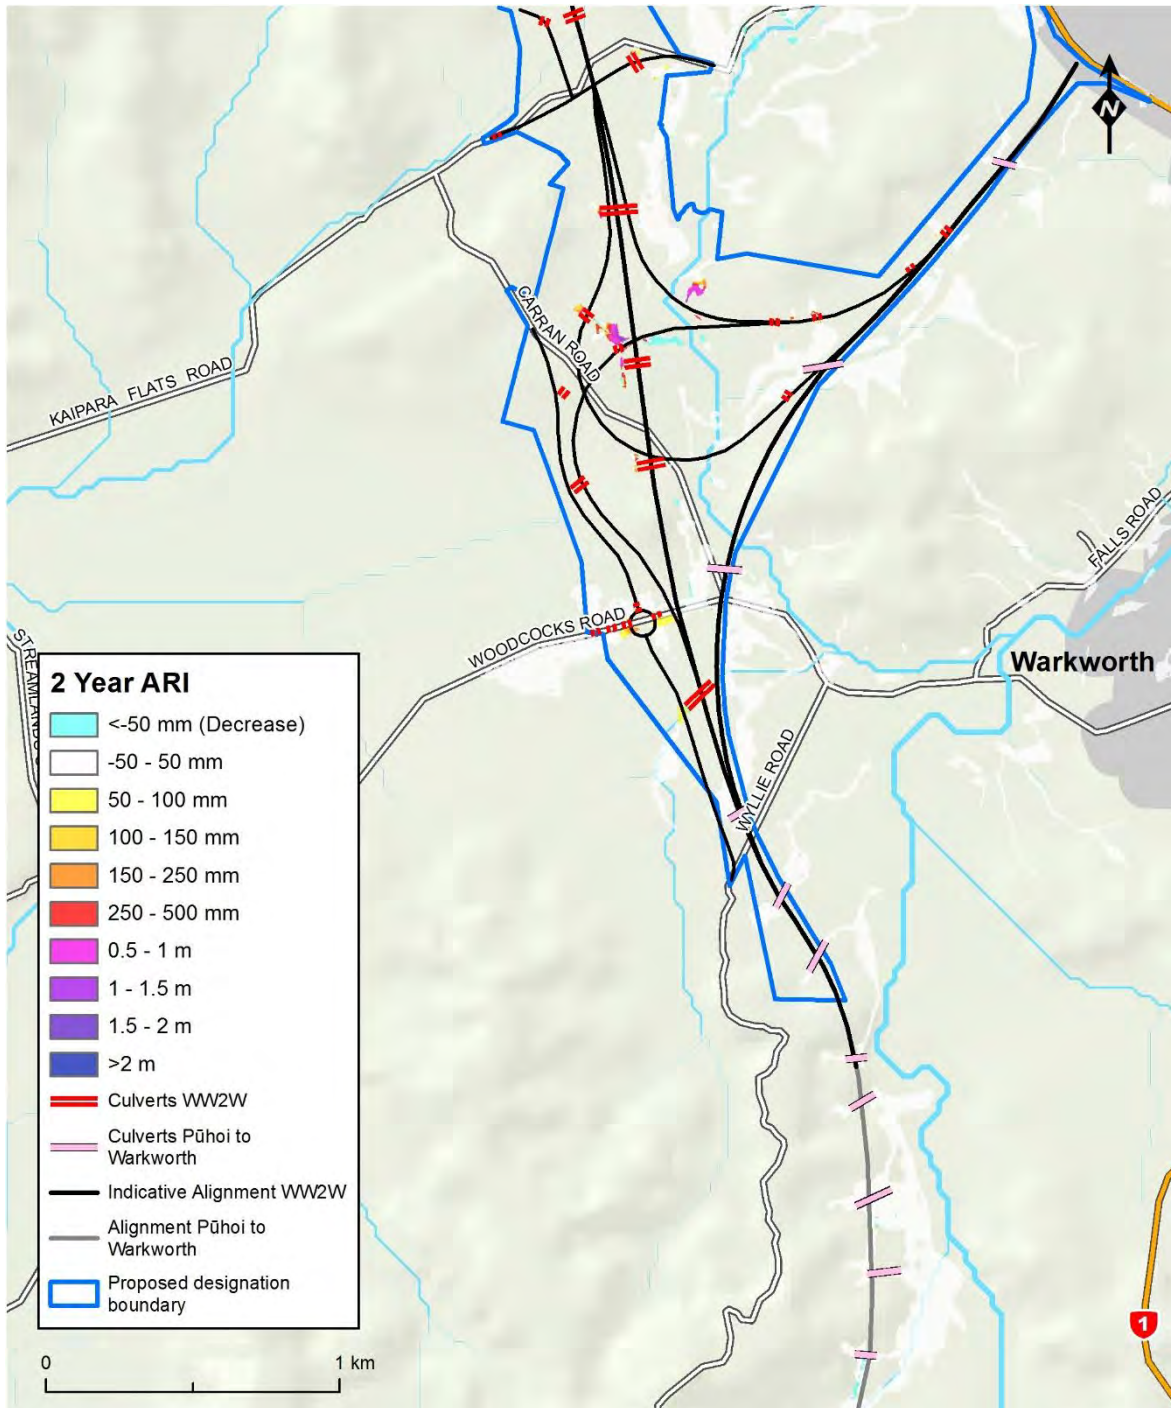 N
CARRAN ROAD
KAIPARA FLATS ROAD
FALLS ROAD
WOODCOCKS ROAD
Warkworth
WYLLIE ROAD
2 Year ARI
<-50 mm (Decrease)
-50 - 50 mm
50 - 100 mm
100 - 150 mm
150 - 250 mm
250 - 500 mm
0.5 - 1 m
1 - 1.5 m
1.5 - 2 m
>2 m
Culverts WW2W
Culverts Pūhoi to
Warkworth
Indicative Alignment WW2W
Alignment Pūhoi to
Warkworth
Proposed designation
boundary
1
0 1 km